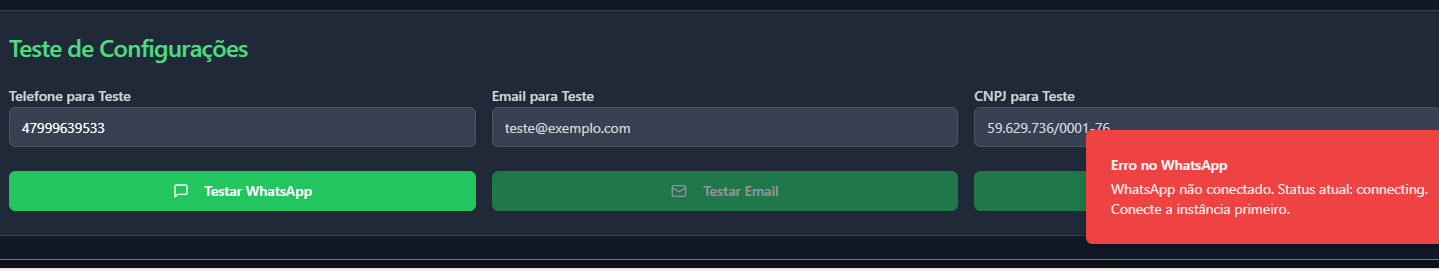 Teste de Configurações
Telefone para Teste
Email para Teste
CNPJ para Teste
47999639533
teste@exemplo.com
59.629.736/0001-76
Erro no WhatsApp
WhatsApp não conectado. Status atual: connecting.
Conecte a instância primeiro.
Testar WhatsApp
Testar Email